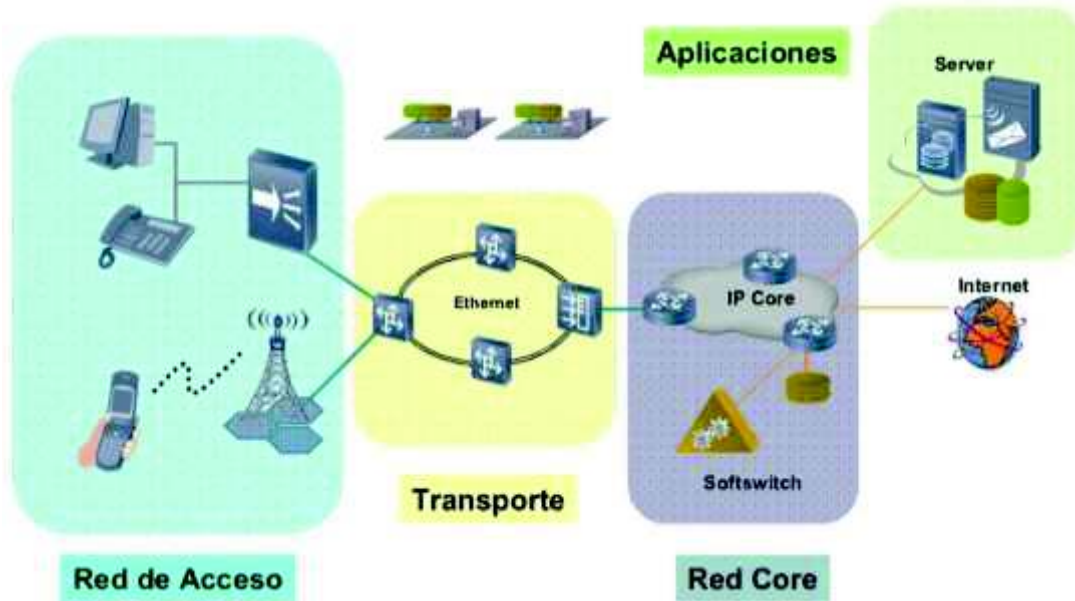 Aplicaciones
Server
Ethernet
IP Core
Internet
Softswitch
Transporte
Red de Acceso
Red Core